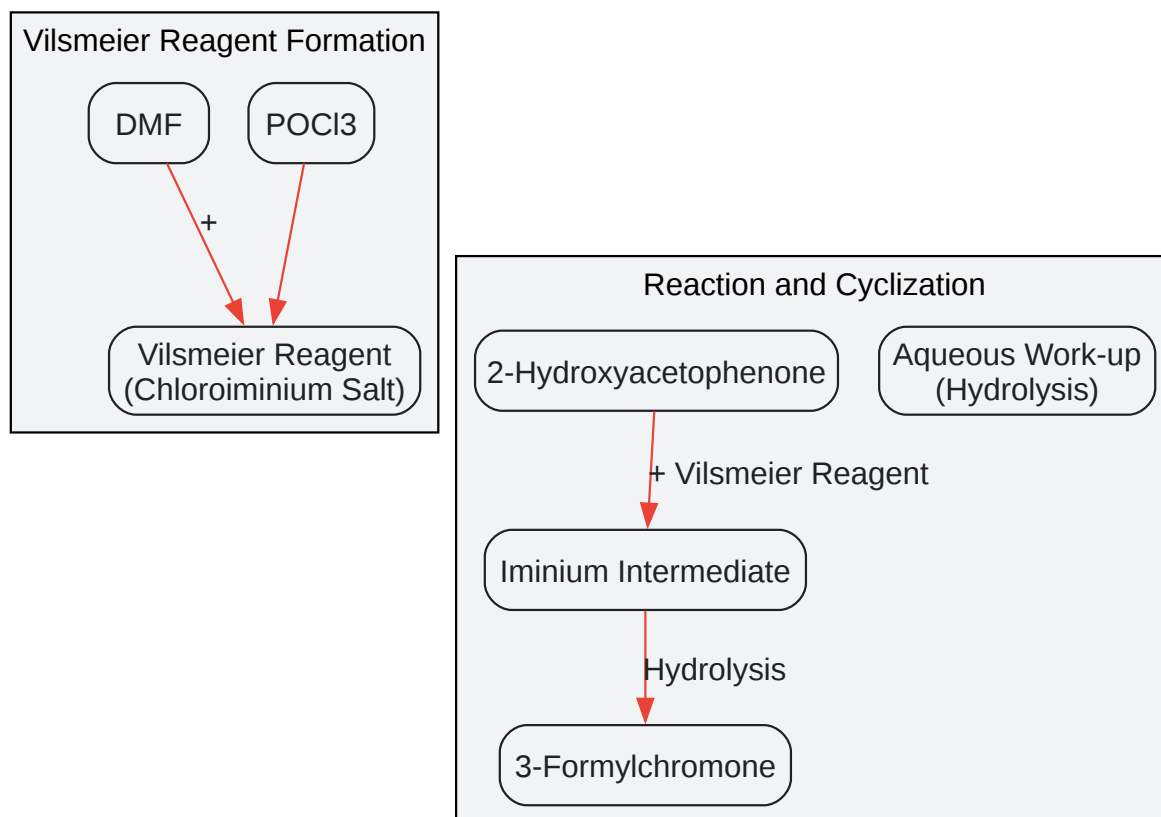 Vilsmeier Reagent Formation
DMF
POCl3
+
Vilsmeier Reagent
(Chloroiminium Salt)
Reaction and Cyclization
2-Hydroxyacetophenone
Aqueous Work-up
(Hydrolysis)
+ Vilsmeier Reagent
Iminium Intermediate
Hydrolysis
3-Formylchromone